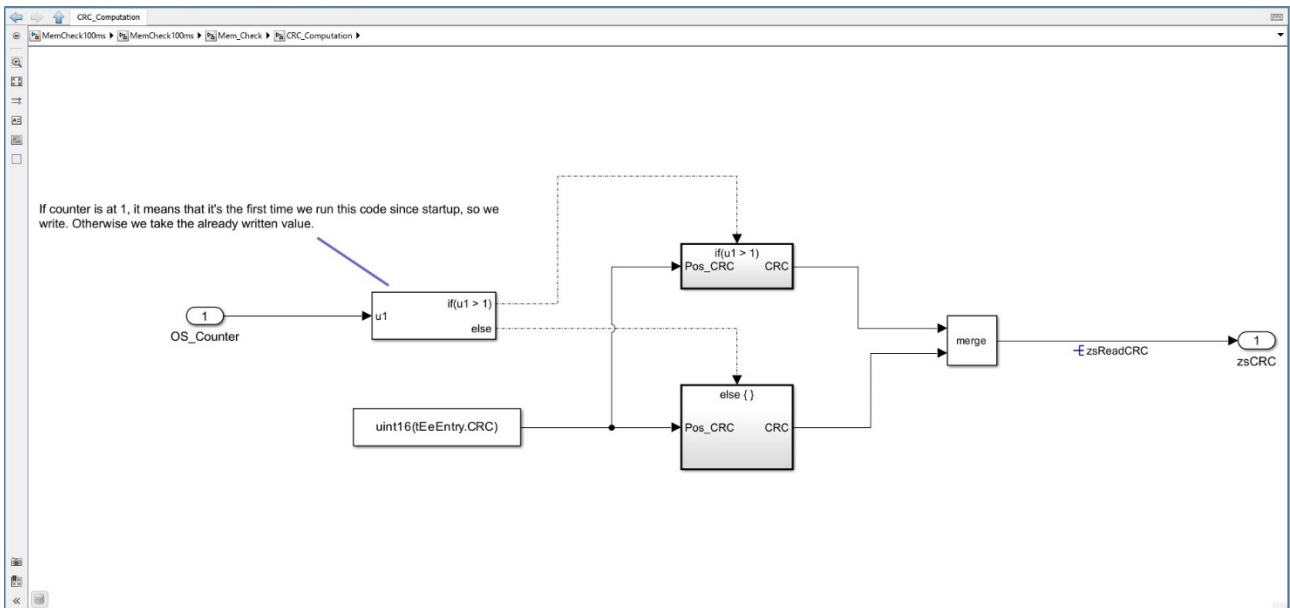 CRC_Computation
MemCheck100ms MemCheck100ms Mem_Check CRC_Computation
If counter is at 1, it means that it's the first time we run this code since startup, so we
write. Otherwise we take the already written value.
if(u1 > 1)
Pos_CRC CRC
if(u1 > 1)
u1
else
1
OS_Counter
merge
zsReadCRC
1
zsCRC
else { }
Pos_CRC CRC
uint16(tEeEntry.CRC)